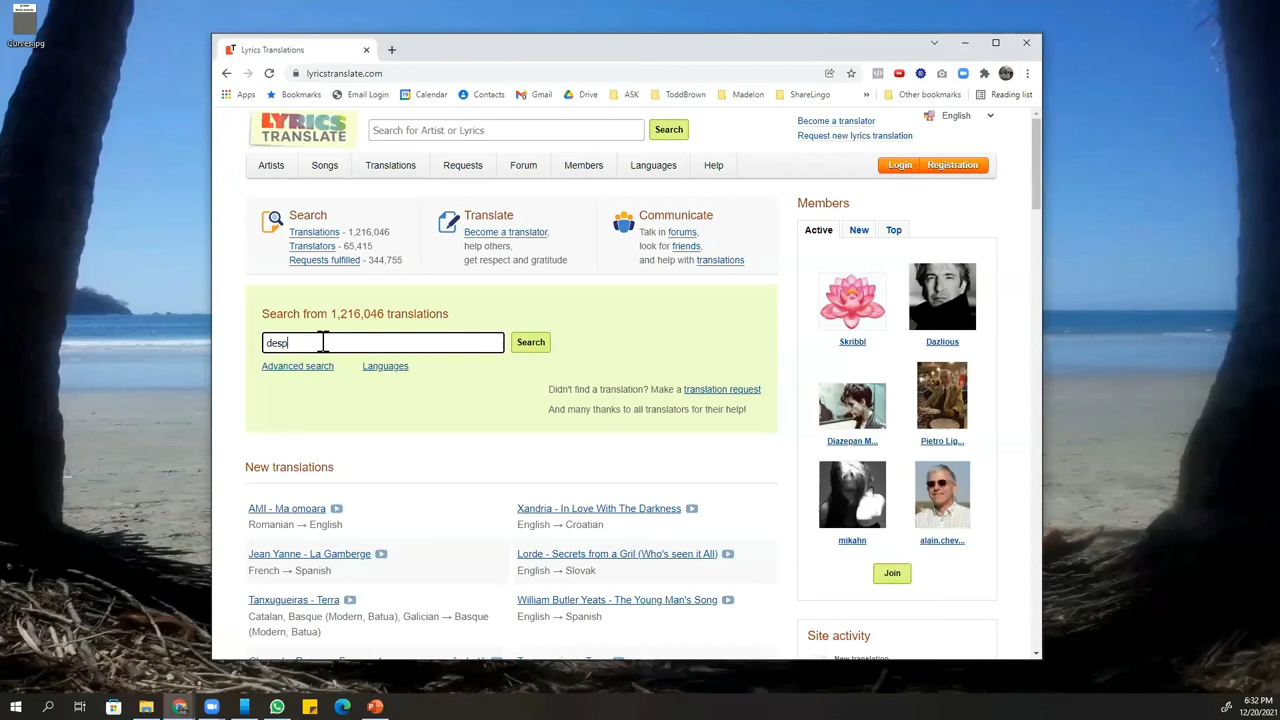 Curves.jpg
Lyrics Translations
lyricstranslate.com
Apps
Bookmarks
Email Login
Calendar
Contacts
Gmail
Drive
ASK
ToddBrown
Madelon
ShareLingo
»
Other bookmarks
Reading list
LYRICS
TRANSLATE
Search for Artist or Lyrics
Search
Become a translator
Request new lyrics translation
English
Artists
Songs
Translations
Requests
Forum
Members
Languages
Help
Login
Registration
Search
Translations - 1,216,046
Translators - 65,415
Requests fulfilled - 344,755
Translate
Become a translator,
help others,
get respect and gratitude
Communicate
Talk in forums,
look for friends,
and help with translations
Search from 1,216,046 translations
desp
Search
Advanced search
Languages
Didn't find a translation? Make a translation request
And many thanks to all translators for their help!
New translations
AMI - Ma omoara
Romanian → English
Xandria - In Love With The Darkness
English → Croatian
Jean Yanne - La Gamberge
French → Spanish
Lorde - Secrets from a Gril (Who's seen it All)
English → Slovak
Tanxugueiras - Terra
Catalan, Basque (Modern, Batua), Galician → Basque
(Modern, Batua)
William Butler Yeats - The Young Man's Song
English → Spanish
Members
Active
New
Top
Skribbl
Dazlious
Diazepan M...
Pietro Lig...
mikahn
alain.chev...
Join
Site activity
New translation
6:32 PM
12/20/2021